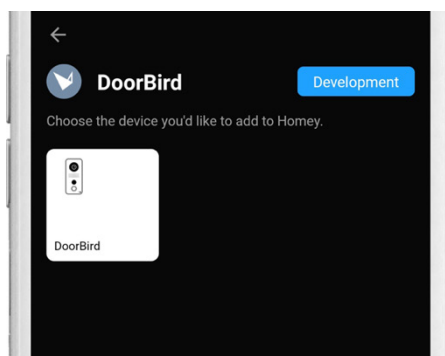 DoorBird
Development
Choose the device you'd like to add to Homey.
DoorBird